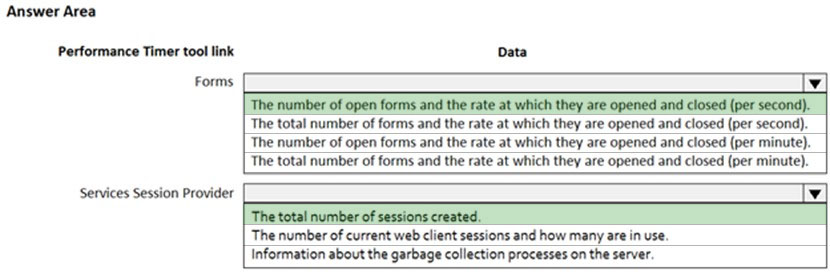 Answer Area
Performance Timer tool link Data
Forms
The number of open forms and the rate at which they are opened and closed (per second).
The total number of forms and the rate at which they are opened and closed (per second).
The number of open forms and the rate at which they are opened and closed (per minute).
The total number of forms and the rate at which they are opened and closed (per minute).
Services Session Provider
The total number of sessions created.
The number of current web client sessions and how many are in use.
Information about the garbage collection processes on the server.